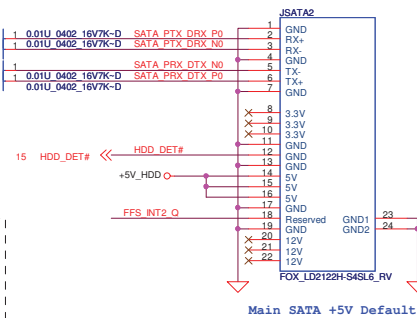 JSATA2
1 GND
1 0.01U_0402_16V7K~D SATA_PTX_DRX_P0 2 RX+
1 0.01U_0402_16V7K~D SATA_PTX_DRX_N0 3 RX-
4 GND
SATA_PRX_DTX_N0 5 TX-
1 0.01U_0402_16V7K~D SATA_PRX_DTX_P0 6 TX+
1 0.01U_0402_16V7K~D 7 GND
8 3.3V
9 3.3V
10 3.3V
11 GND
15 HDD_DET# HDD_DET# 12 GND
13 GND
+5V_HDD 14 5V
15 5V
16 5V
17 GND
FFS_INT2_Q 18 Reserved GND1 23
19 GND GND2 24
20 12V
21 12V
22 12V
FOX_LD2122H-S4SL6_RV
Main SATA +5V Default